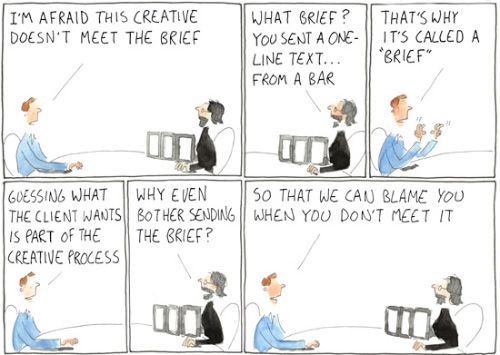 I'M AFRAID THIS CREATIVE
DOESN'T MEET THE BRIEF
WHAT BRIEF?
YOU SENT A ONE-
LINE TEXT...
FROM A BAR
THAT'S WHY
IT'S CALLED A
"BRIEF"
GUESSING WHAT
THE CLIENT WANTS
IS PART OF THE
CREATIVE PROCESS
WHY EVEN
BOTHER SENDING
THE BRIEF?
SO THAT WE CAN BLAME YOU
WHEN YOU DON'T MEET IT